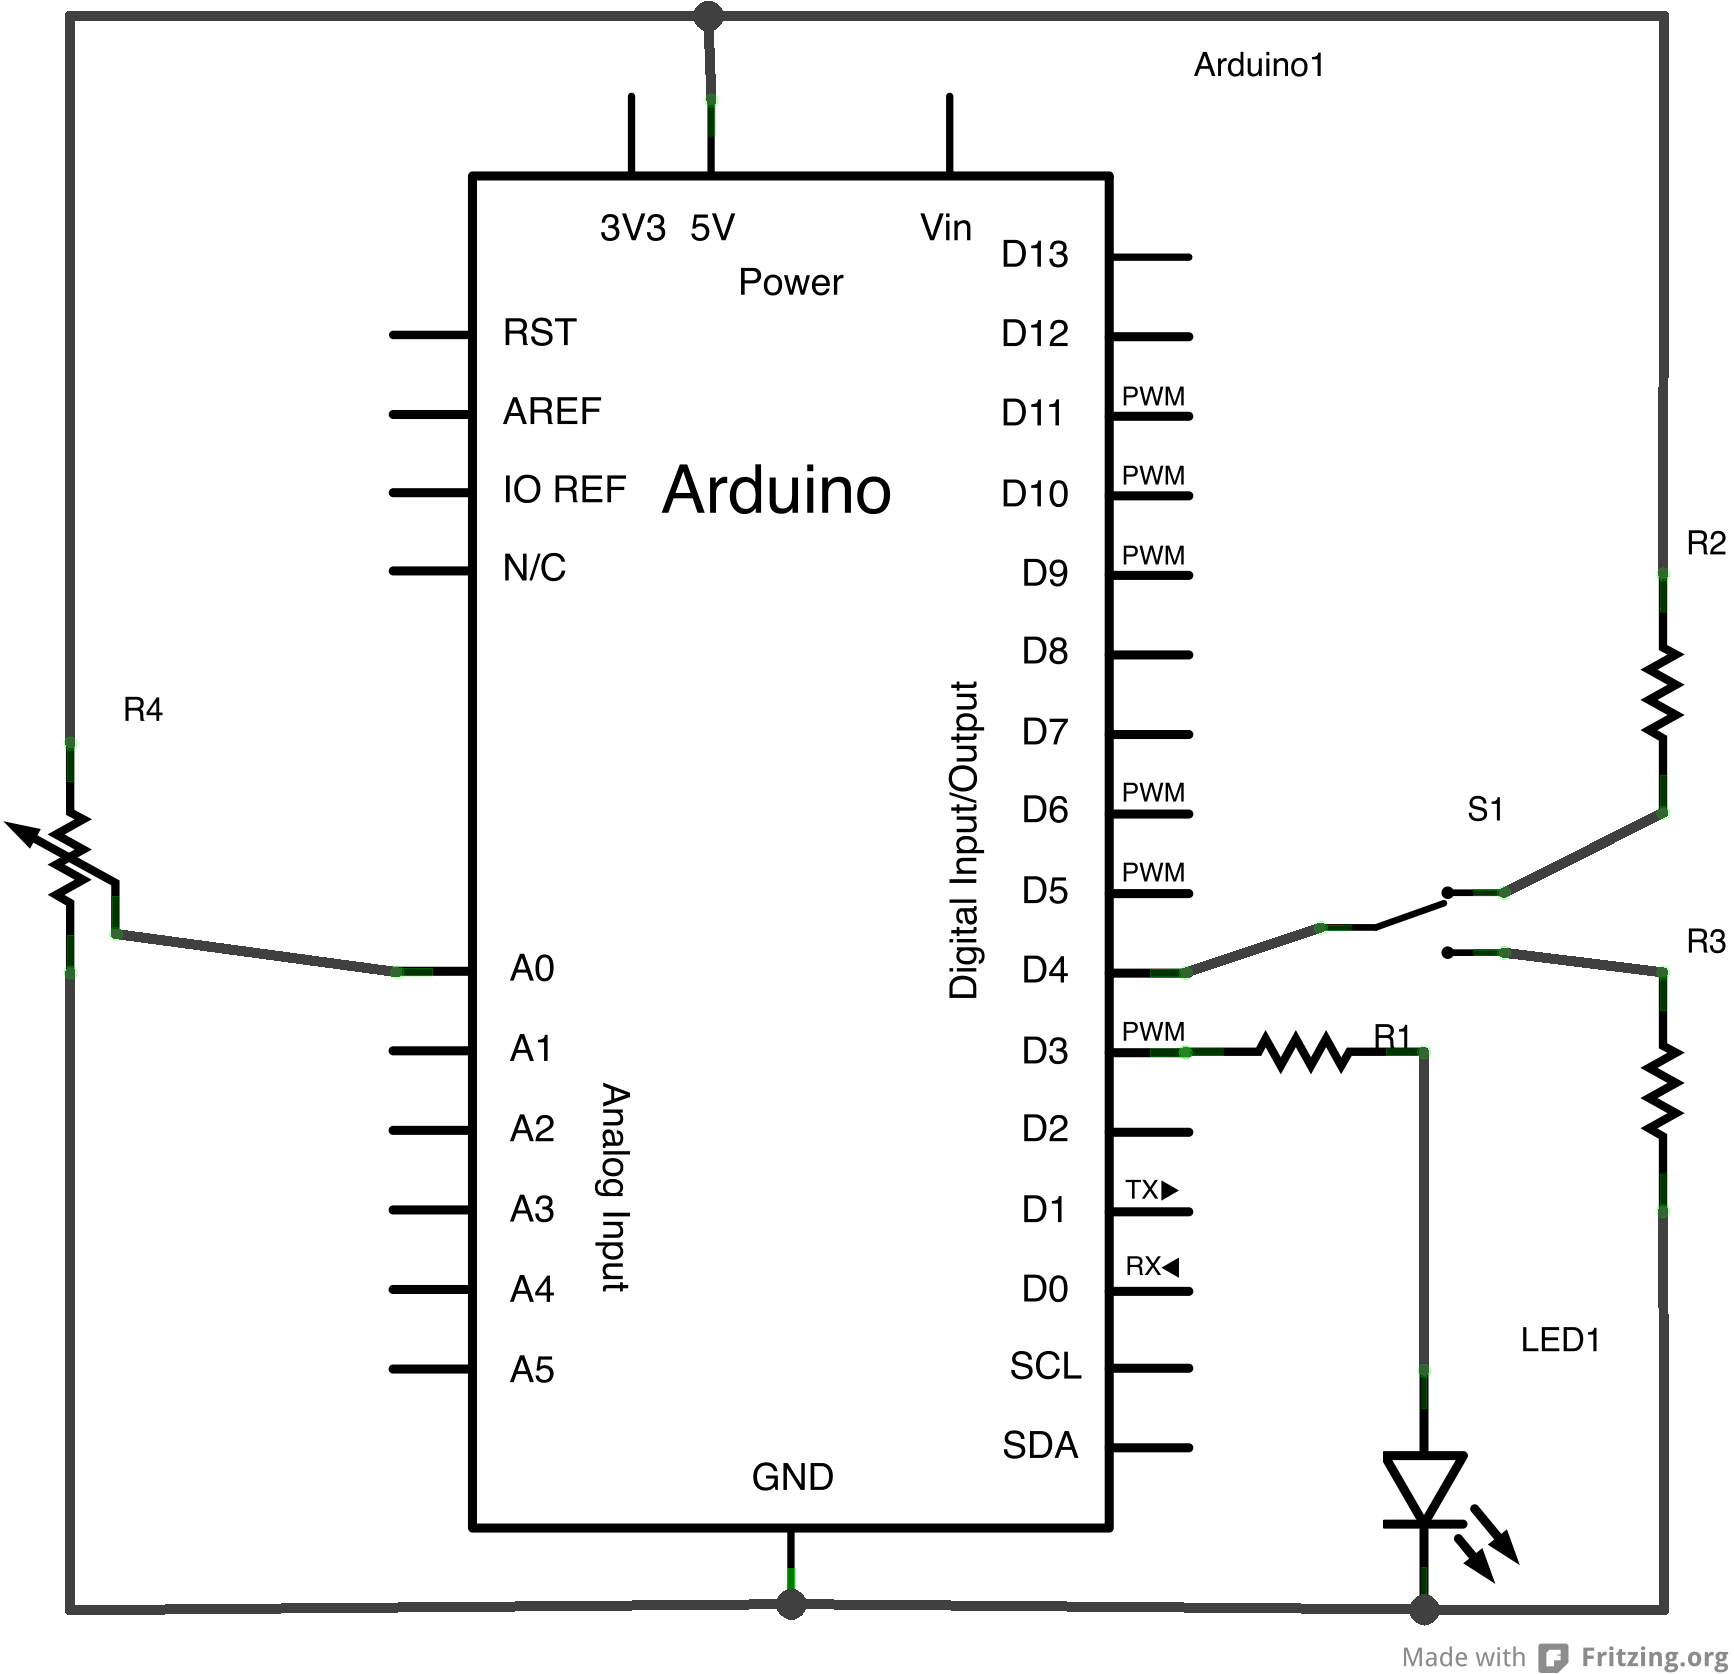 Arduino1
3V3 5V Vin
Power
D13
RST
D12
PWM
AREF
D11
PWM
IO REF
Arduino
D10
PWM
R2
N/C
D9
D8
R4
D7
PWM
D6
S1
PWM
D5
R3
A0
Digital Input/Output
D4
PWM
R1
A1
D3
Analog Input
A2
D2
TX
A3
D1
RX
A4
D0
LED1
A5
SCL
SDA
GND
Made with Fritzing.org